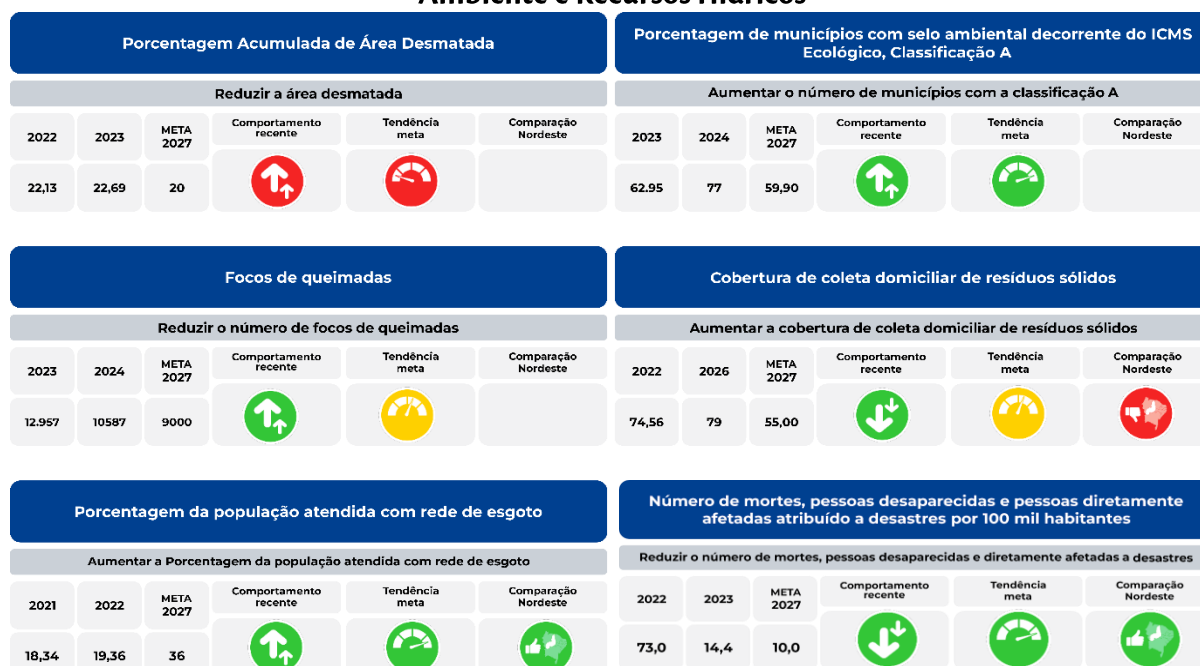 Ambiente e Recursos Hídricos
Porcentagem Acumulada de Área Desmatada
Reduzir a área desmatada
2022 2023 META 2027 Comportamento recente Tendência meta Comparação Nordeste
22,13 22,69 20
Porcentagem de municípios com selo ambiental decorrente do ICMS
Ecológico, Classificação A
Aumentar o número de municípios com a classificação A
2023 2024 META 2027 Comportamento recente Tendência meta Comparação Nordeste
62.95 77 59,90
Focos de queimadas
Reduzir o número de focos de queimadas
2023 2024 META 2027 Comportamento recente Tendência meta Comparação Nordeste
12.957 10587 9000
Cobertura de coleta domiciliar de resíduos sólidos
Aumentar a cobertura de coleta domiciliar de resíduos sólidos
2022 2026 META 2027 Comportamento recente Tendência meta Comparação Nordeste
74,56 79 55,00
Porcentagem da população atendida com rede de esgoto
Aumentar a Porcentagem da população atendida com rede de esgoto
2021 2022 META 2027 Comportamento recente Tendência meta Comparação Nordeste
18,34 19,36 36
Número de mortes, pessoas desaparecidas e pessoas diretamente
afetadas atribuído a desastres por 100 mil habitantes
Reduzir o número de mortes, pessoas desaparecidas e diretamente afetadas a desastres
2022 2023 META 2027 Comportamento recente Tendência meta Comparação Nordeste
73,0 14,4 10,0